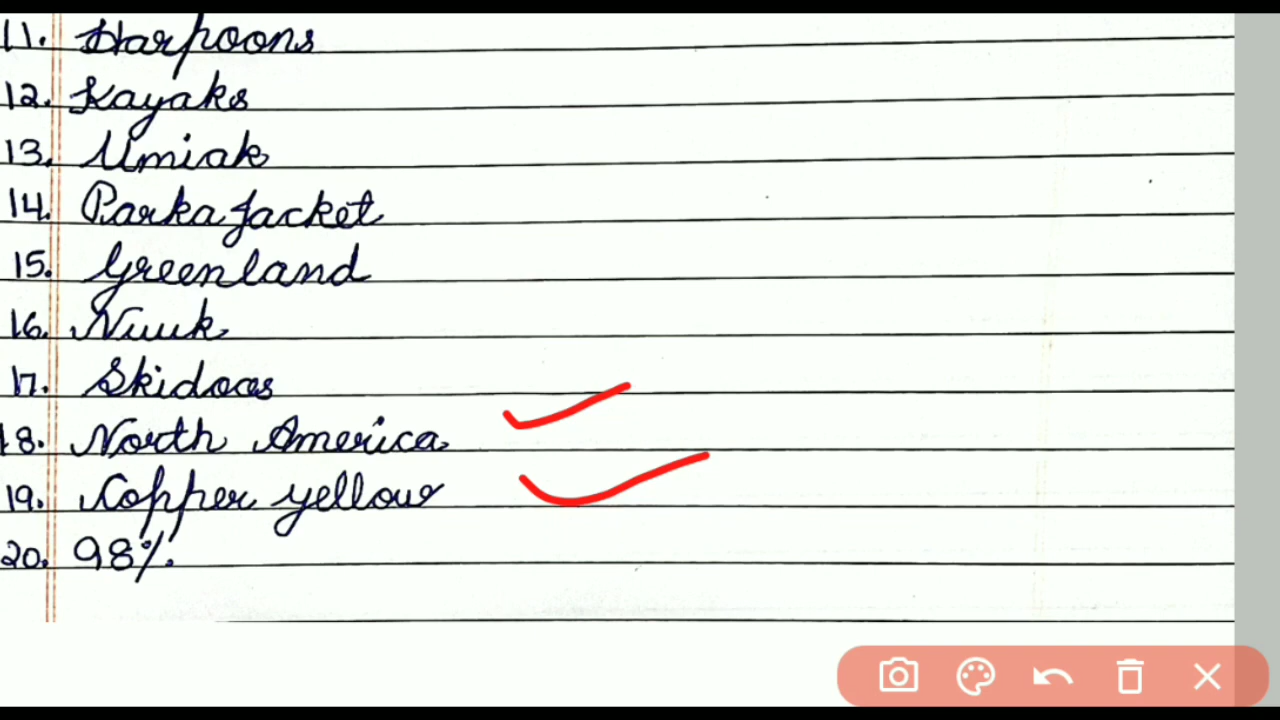 11. Harpoons
12. Kayaks
13. Umiak
14. Parka Jacket
15. Greenland
16. Nuuk
17. Skidoos
18. North America
19. Copper yellow
20. 98%.